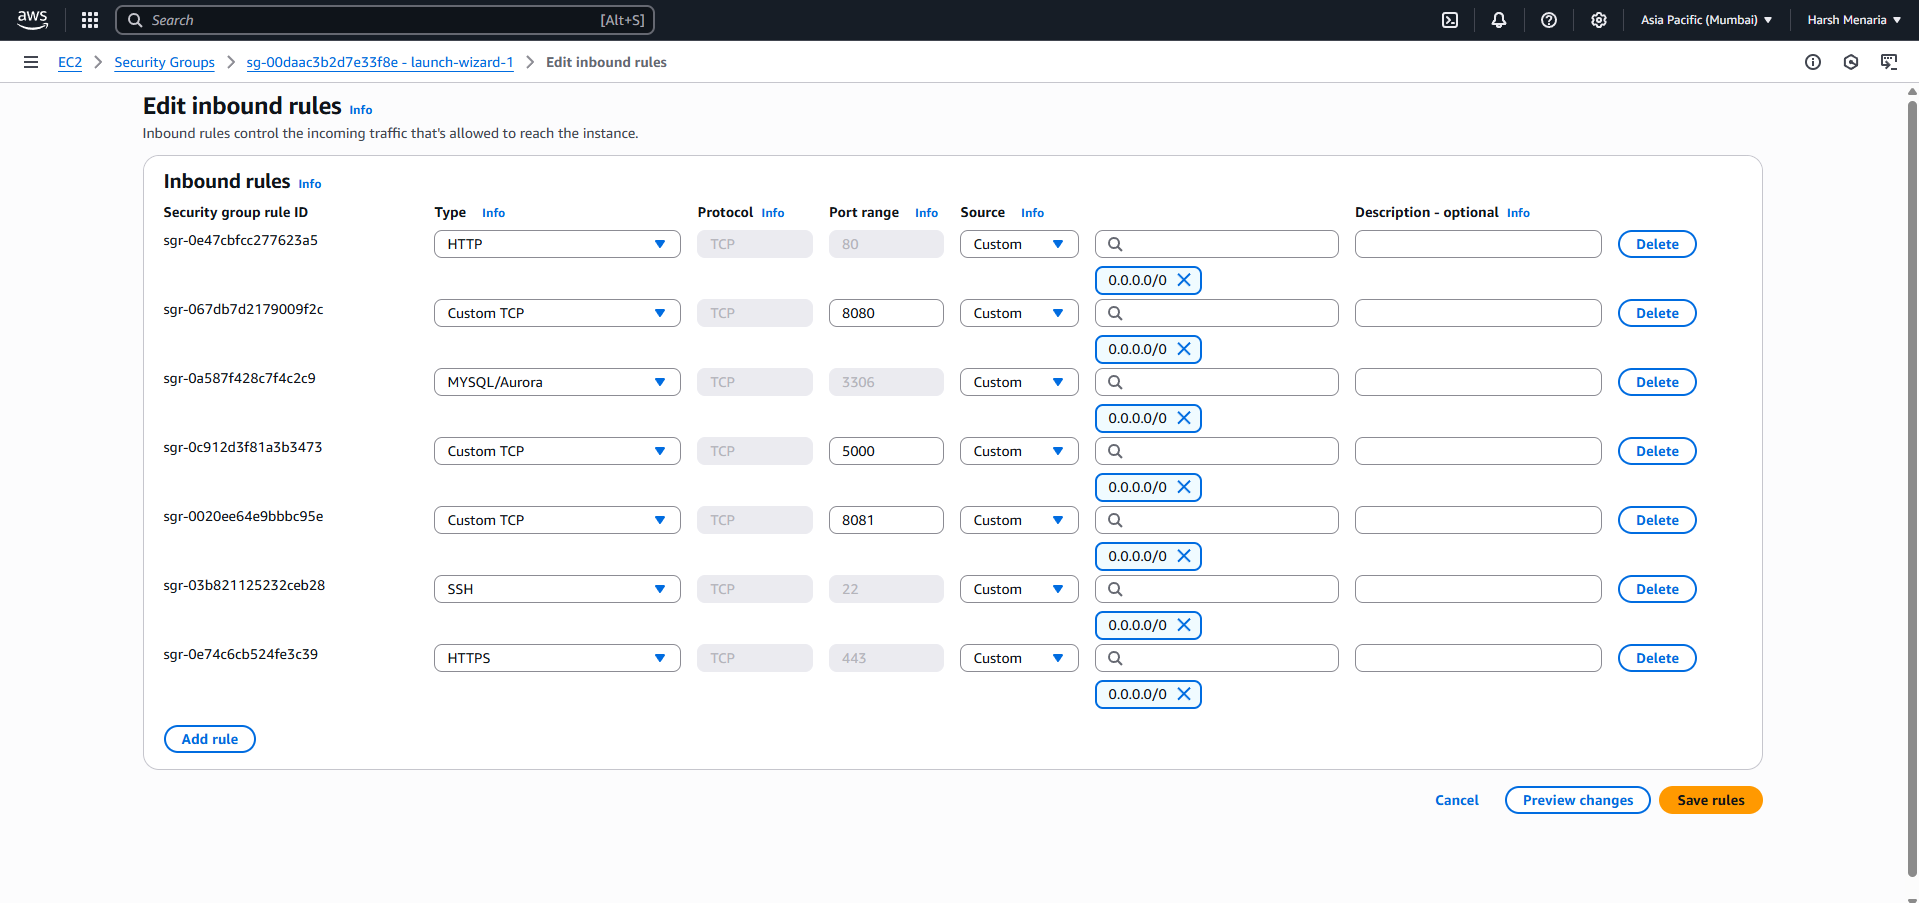 aws Search [Alt+S] Asia Pacific (Mumbai) Harsh Menaria
EC2 Security Groups sg-00daac3b2d7e33f8e - launch-wizard-1 Edit inbound rules
Edit inbound rules Info
Inbound rules control the incoming traffic that's allowed to reach the instance.
Inbound rules Info
Security group rule ID Type Info Protocol Info Port range Info Source Info Description - optional Info
sgr-0e47cbfcc277623a5 HTTP TCP 80 Custom Delete
0.0.0.0/0
sgr-067db7d2179009f2c Custom TCP TCP 8080 Custom Delete
0.0.0.0/0
sgr-0a587f428c7f4c2c9 MYSQL/Aurora TCP 3306 Custom Delete
0.0.0.0/0
sgr-0c912d3f81a3b3473 Custom TCP TCP 5000 Custom Delete
0.0.0.0/0
sgr-0020ee64e9bbbc95e Custom TCP TCP 8081 Custom Delete
0.0.0.0/0
sgr-03b821125232ceb28 SSH TCP 22 Custom Delete
0.0.0.0/0
sgr-0e74c6cb524fe3c39 HTTPS TCP 443 Custom Delete
0.0.0.0/0
Add rule
Cancel Preview changes Save rules